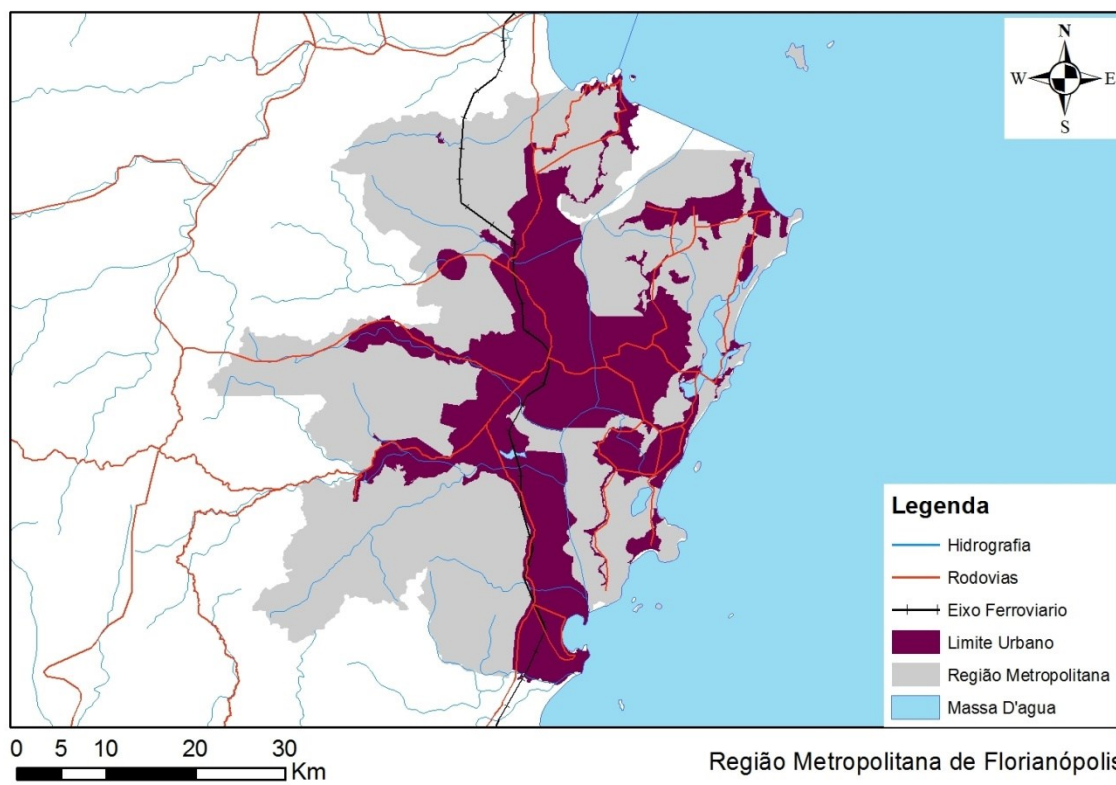 N
W E
S
Legenda
Hidrografia
Rodovias
Eixo Ferroviario
Limite Urbano
Região Metropolitana
Massa D'agua
0 5 10 20 30
Km
Região Metropolitana de Florianópolis